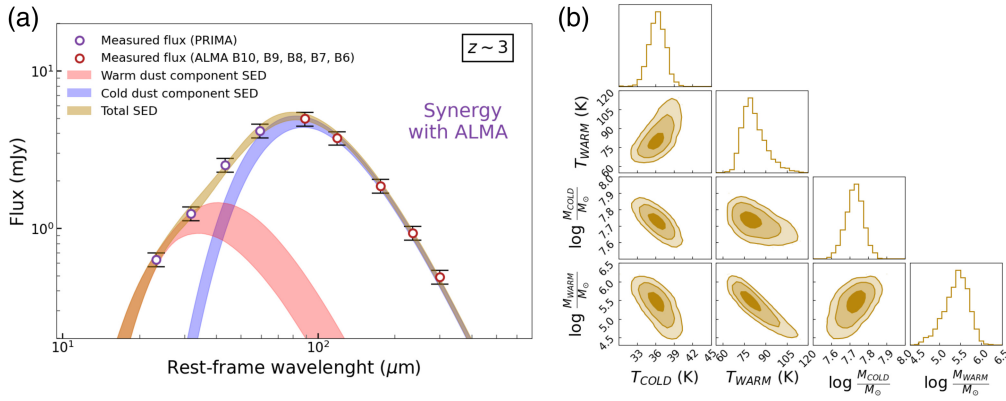 (a)
Measured flux (PRIMA)
Measured flux (ALMA B10, B9, B8, B7, B6)
Warm dust component SED
Cold dust component SED
Total SED
z ~ 3
Synergy
with ALMA
Flux (mJy)
10¹
10⁰
10¹
10²
Rest-frame wavelenght (μm)
(b)
T_WARM (K)
120
105
90
75
60
log M_COLD/M_⊙
8.0
7.9
7.8
7.7
7.6
log M_WARM/M_⊙
6.5
6.0
5.5
5.0
4.5
33 36 39 42 45
T_COLD (K)
60 75 90 105 120
T_WARM (K)
7.6 7.7 7.8 7.9 8.0
log M_COLD/M_⊙
4.5 5.0 5.5 6.0 6.5
log M_WARM/M_⊙